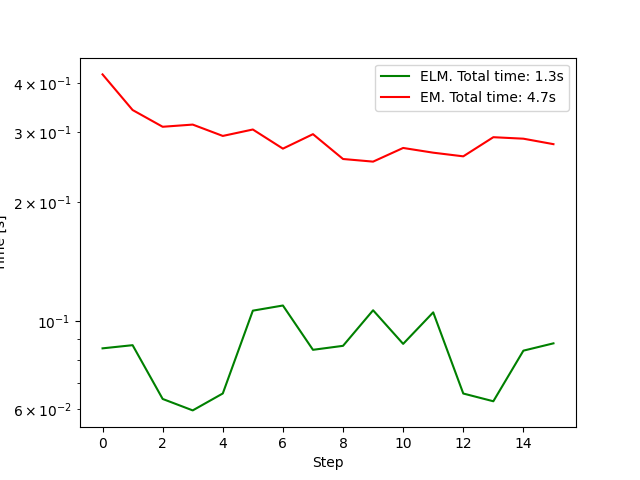 ELM. Total time: 1.3s
EM. Total time: 4.7s
4 × 10⁻¹
3 × 10⁻¹
2 × 10⁻¹
10⁻¹
6 × 10⁻²
Time [s]
0 2 4 6 8 10 12 14
Step